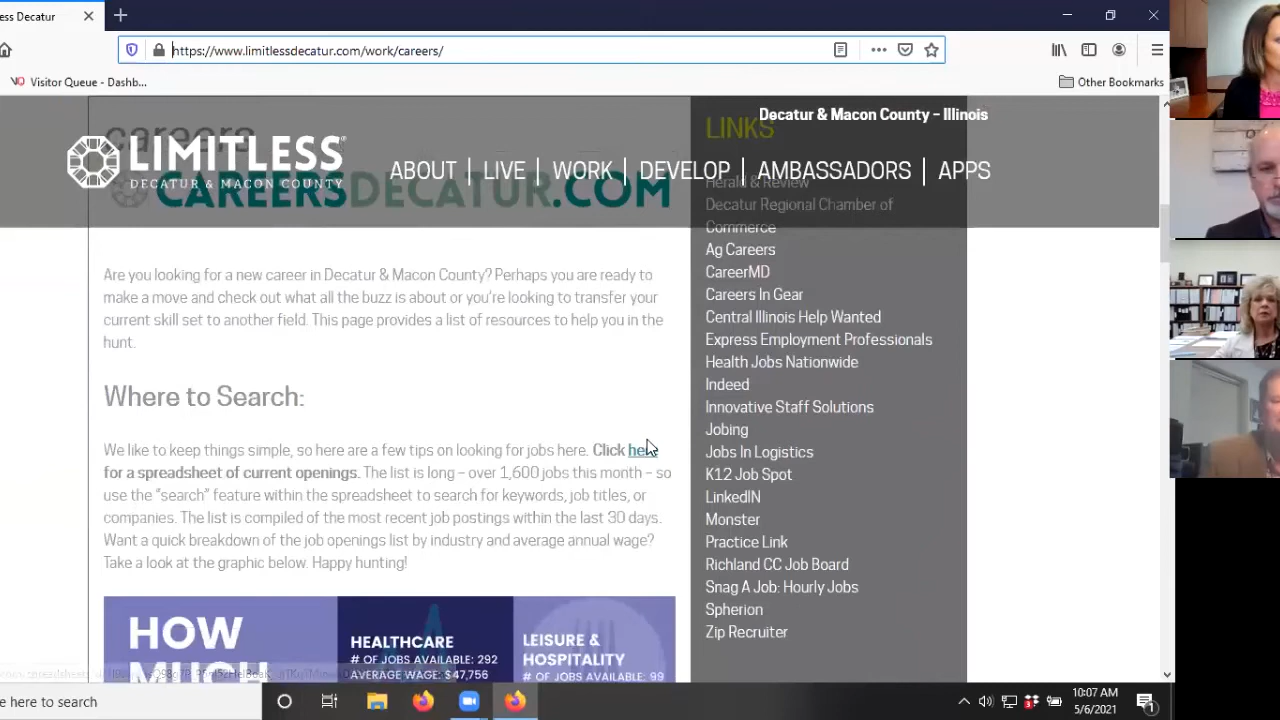 ess Decatur
https://www.limitlessdecatur.com/work/careers/
Visitor Queue - Dashb...
Other Bookmarks
Decatur & Macon County - Illinois
LIMITLESS
DECATUR & MACON COUNTY
ABOUT | LIVE | WORK | DEVELOP | AMBASSADORS | APPS
careers
CAREERSDECATUR.COM
Are you looking for a new career in Decatur & Macon County? Perhaps you are ready to
make a move and check out what all the buzz is about or you're looking to transfer your
current skill set to another field. This page provides a list of resources to help you in the
hunt.
Where to Search:
We like to keep things simple, so here are a few tips on looking for jobs here. Click here
for a spreadsheet of current openings. The list is long – over 1,600 jobs this month – so
use the "search" feature within the spreadsheet to search for keywords, job titles, or
companies. The list is compiled of the most recent job postings within the last 30 days.
Want a quick breakdown of the job openings list by industry and average annual wage?
Take a look at the graphic below. Happy hunting!
HOW
MUCH
HEALTHCARE
# OF JOBS AVAILABLE: 292
AVERAGE WAGE: $47,756
LEISURE &
HOSPITALITY
# OF JOBS AVAILABLE: 99
LINKS
Herald & Review
Decatur Regional Chamber of
Commerce
Ag Careers
CareerMD
Careers In Gear
Central Illinois Help Wanted
Express Employment Professionals
Health Jobs Nationwide
Indeed
Innovative Staff Solutions
Jobing
Jobs In Logistics
K12 Job Spot
LinkedIN
Monster
Practice Link
Richland CC Job Board
Snag A Job: Hourly Jobs
Spherion
Zip Recruiter
e here to search
10:07 AM
5/6/2021
1